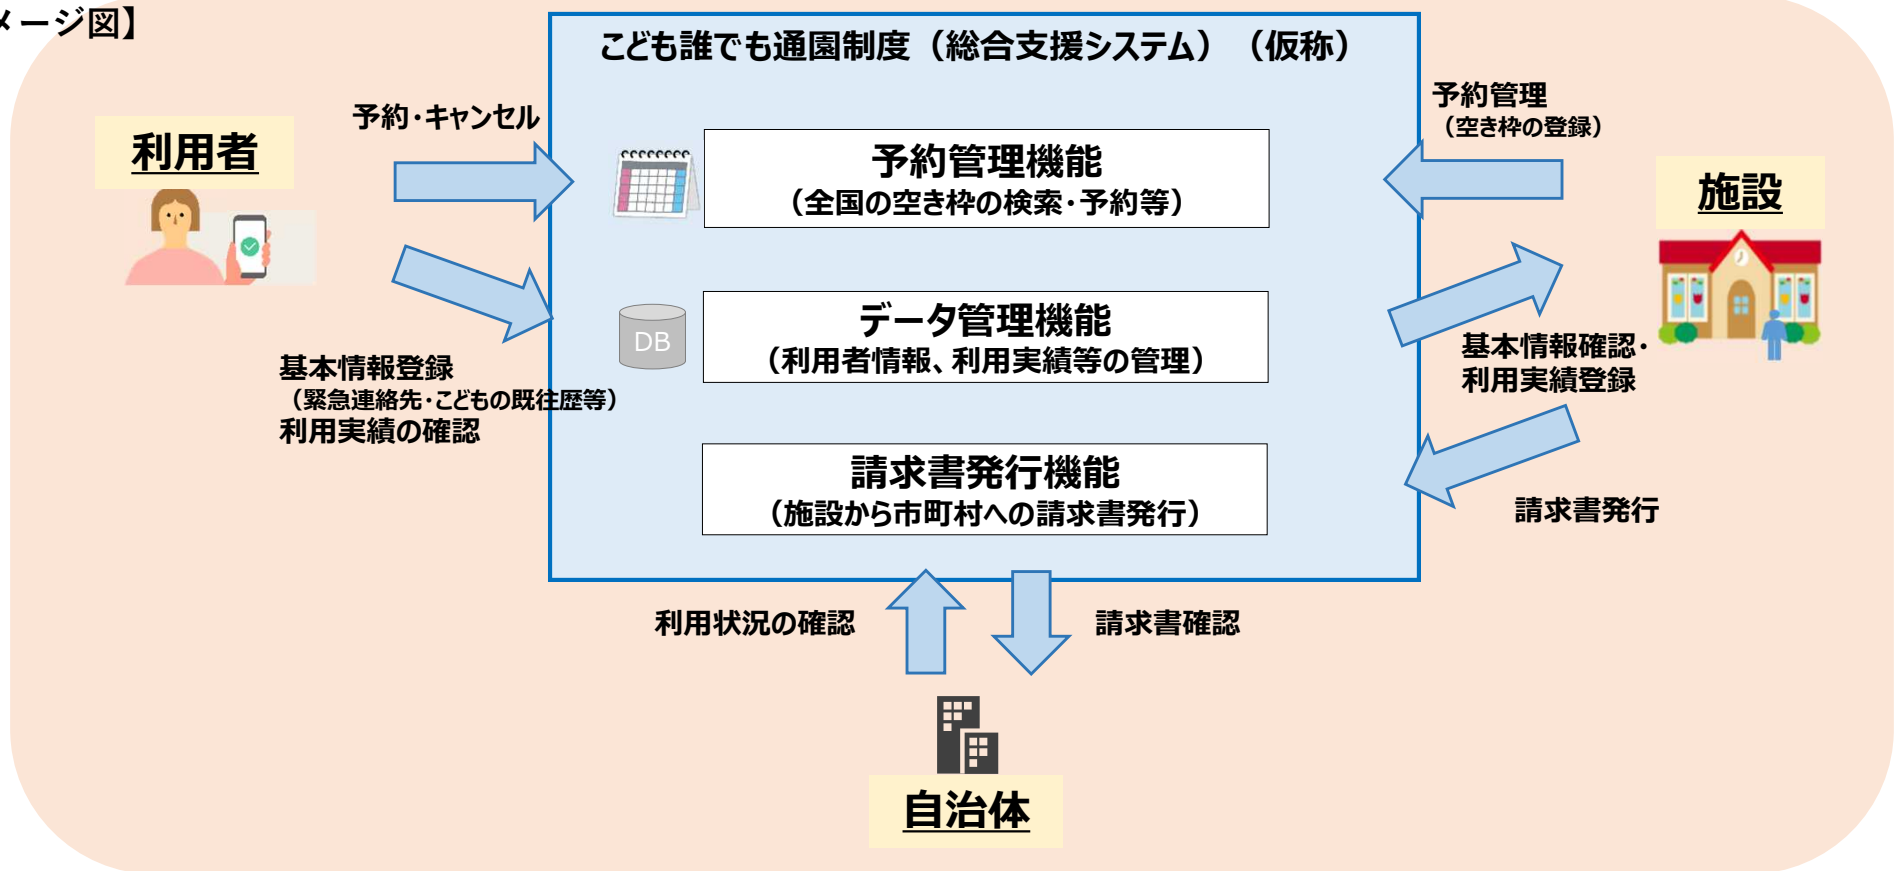 メージ図】
こども誰でも通園制度（総合支援システム）（仮称）
利用者
予約・キャンセル
予約管理機能
（全国の空き枠の検索・予約等）
予約管理
（空き枠の登録）
施設
基本情報登録
（緊急連絡先・こどもの既往歴等）
利用実績の確認
DB
データ管理機能
（利用者情報、利用実績等の管理）
基本情報確認・
利用実績登録
請求書発行機能
（施設から市町村への請求書発行）
請求書発行
利用状況の確認
請求書確認
自治体